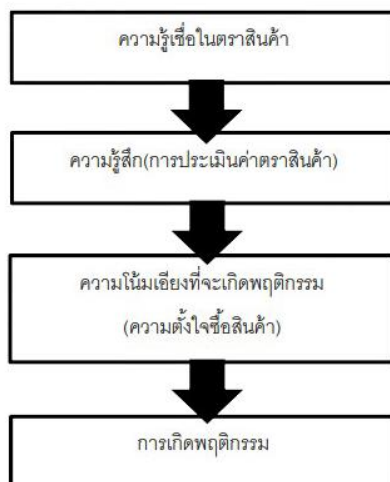 ความรู้เชื่อในตราสินค้า
ความรู้สึก(การประเมินค่าตราสินค้า)
ความโน้มเอียงที่จะเกิดพฤติกรรม
(ความตั้งใจซื้อสินค้า)
การเกิดพฤติกรรม